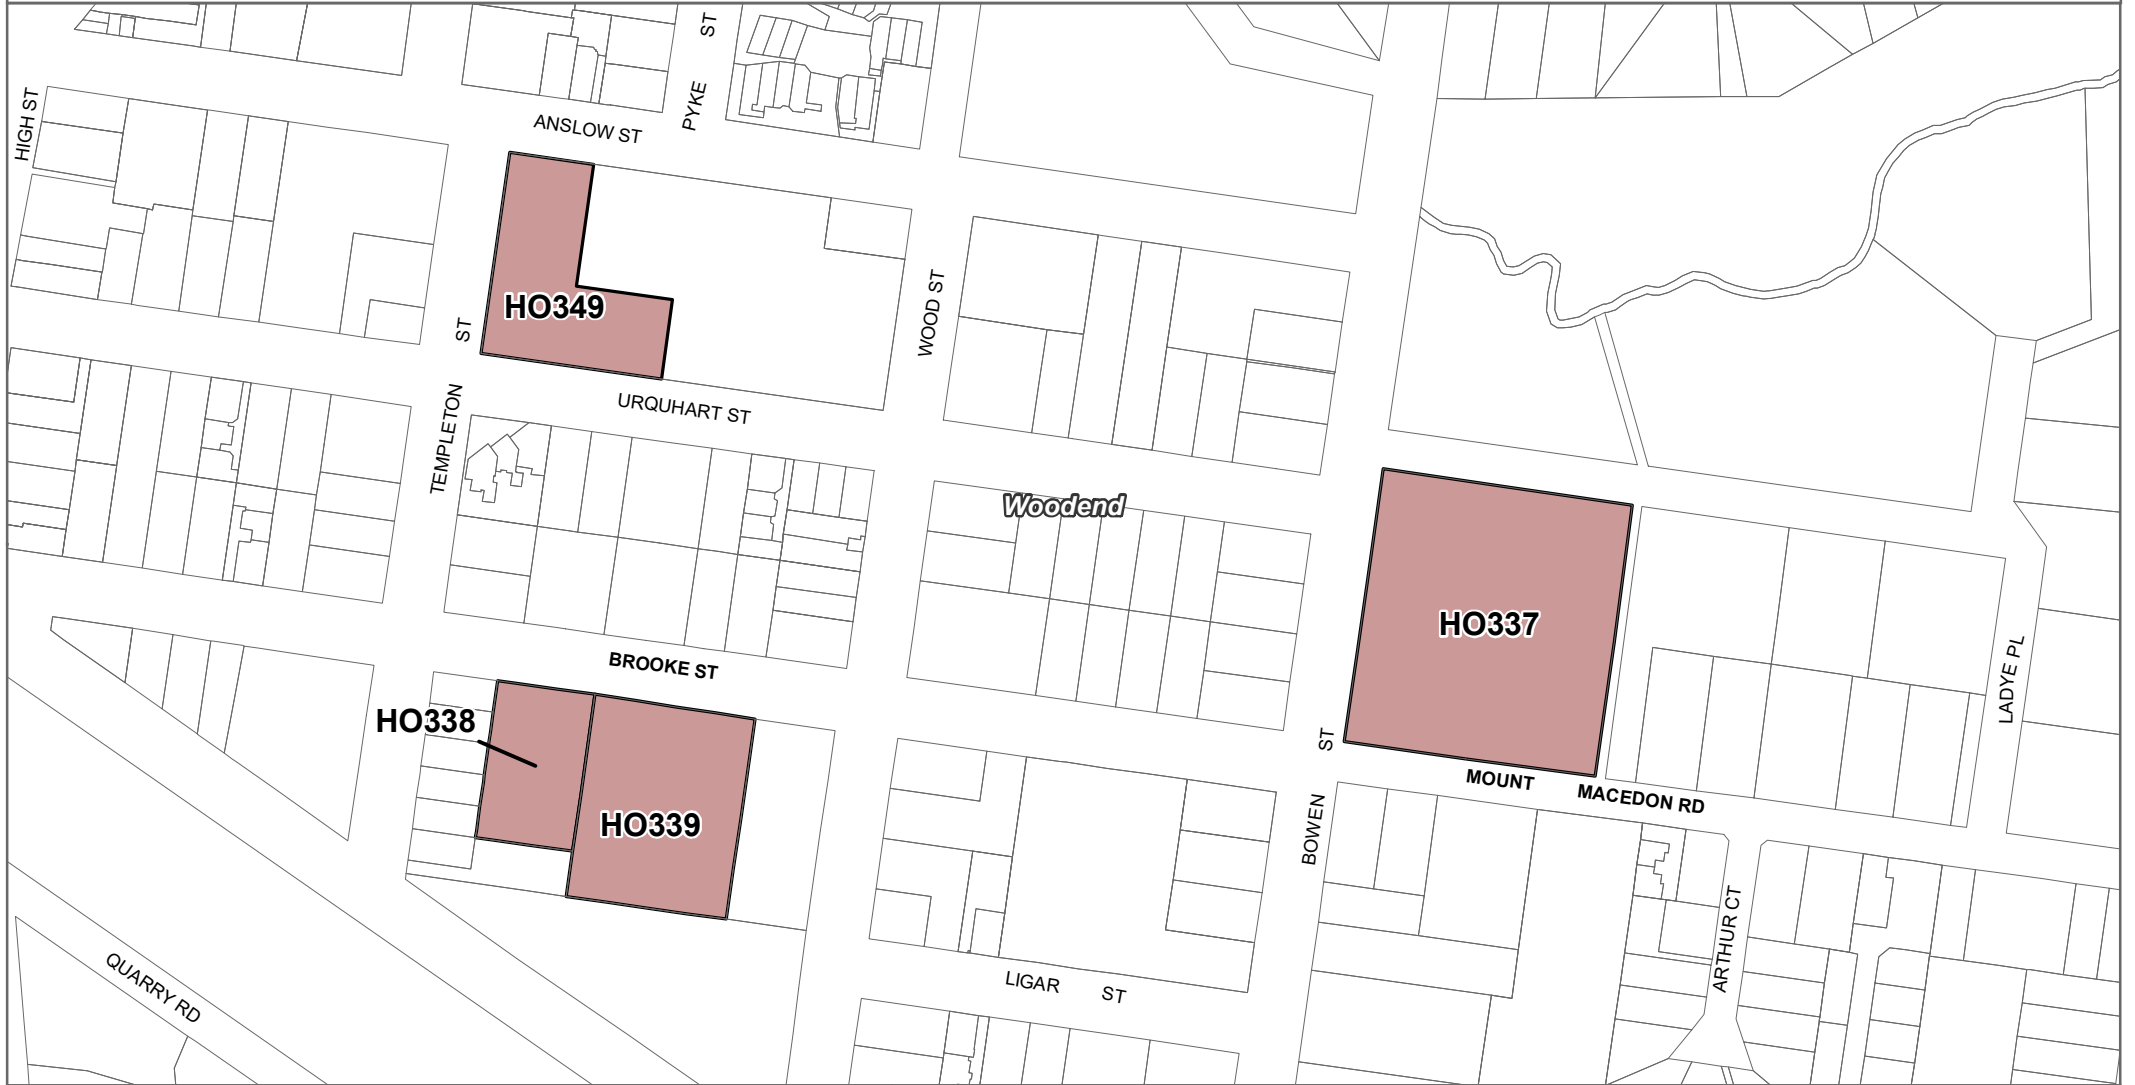 ST
PYKE
HIGH ST
ANSLOW ST
HO349
ST
WOOD ST
TEMPLETON
URQUHART ST
Woodend
HO337
BROOKE ST
LADYE PL
HO338
ST
MOUNT
MACEDON RD
HO339
BOWEN
ARTHUR CT
QUARRY RD
LIGAR ST